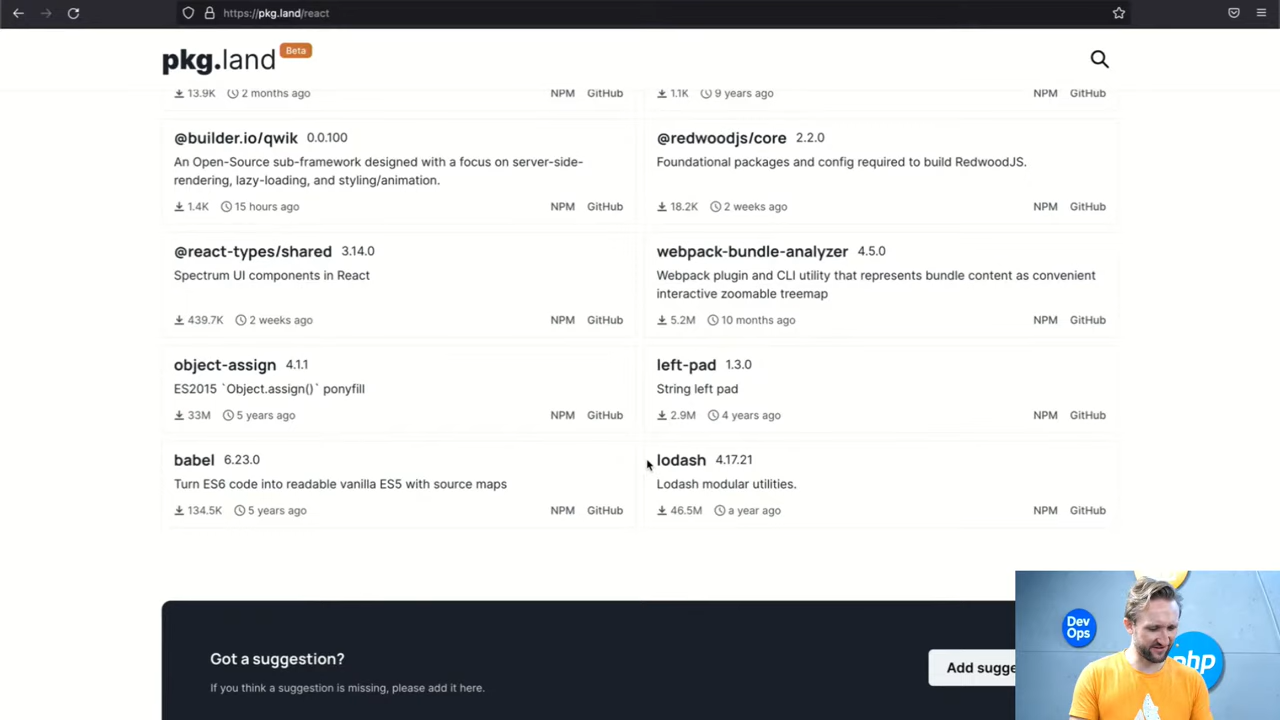 https://pkg.land/react
pkg.land Beta
13.9K 2 months ago NPM GitHub
1.1K 9 years ago NPM GitHub
@builder.io/qwik 0.0.100
An Open-Source sub-framework designed with a focus on server-side-
rendering, lazy-loading, and styling/animation.
1.4K 15 hours ago NPM GitHub
@redwoodjs/core 2.2.0
Foundational packages and config required to build RedwoodJS.
18.2K 2 weeks ago NPM GitHub
@react-types/shared 3.14.0
Spectrum UI components in React
439.7K 2 weeks ago NPM GitHub
webpack-bundle-analyzer 4.5.0
Webpack plugin and CLI utility that represents bundle content as convenient
interactive zoomable treemap
5.2M 10 months ago NPM GitHub
object-assign 4.1.1
ES2015 `Object.assign()` ponyfill
33M 5 years ago NPM GitHub
left-pad 1.3.0
String left pad
2.9M 4 years ago NPM GitHub
babel 6.23.0
Turn ES6 code into readable vanilla ES5 with source maps
134.5K 5 years ago NPM GitHub
lodash 4.17.21
Lodash modular utilities.
46.5M a year ago NPM GitHub
Got a suggestion?
If you think a suggestion is missing, please add it here.
Add sugge
Dev
Ops
php